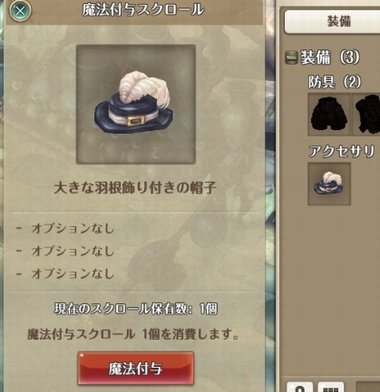 魔法付与スクロール
大きな羽根飾り付きの帽子
- オプションなし
- オプションなし
- オプションなし
現在のスクロール保有数: 1個
魔法付与スクロール 1個を消費します。
魔法付与
装備
装備 (3)
防具 (2)
アクセサリ